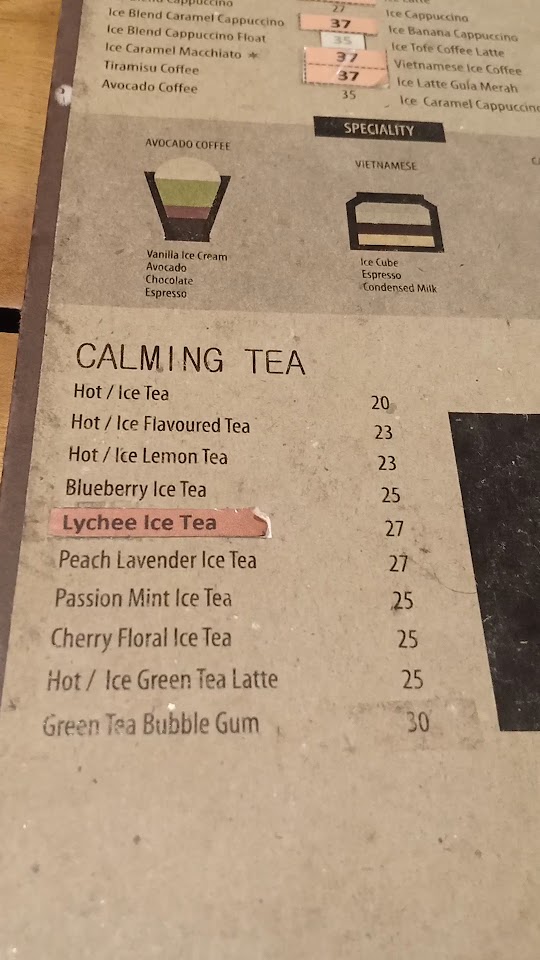 Cappuccino
27
Ice Cappuccino
Ice Blend Caramel Cappuccino
37
Ice Banana Cappuccino
Ice Blend Cappuccino Float
35
Ice Tofe Coffee Latte
Ice Caramel Macchiato *
37
Vietnamese Ice Coffee
Tiramisu Coffee
37
Ice Latte Gula Merah
Avocado Coffee
35
Ice Caramel Cappuccino
SPECIALITY
AVOCADO COFFEE
VIETNAMESE
Vanilla Ice Cream
Avocado
Chocolate
Espresso
Ice Cube
Espresso
Condensed Milk
CALMING TEA
Hot / Ice Tea 20
Hot / Ice Flavoured Tea 23
Hot / Ice Lemon Tea 23
Blueberry Ice Tea 25
Lychee Ice Tea 27
Peach Lavender Ice Tea 27
Passion Mint Ice Tea 25
Cherry Floral Ice Tea 25
Hot / Ice Green Tea Latte 25
Green Tea Bubble Gum 30